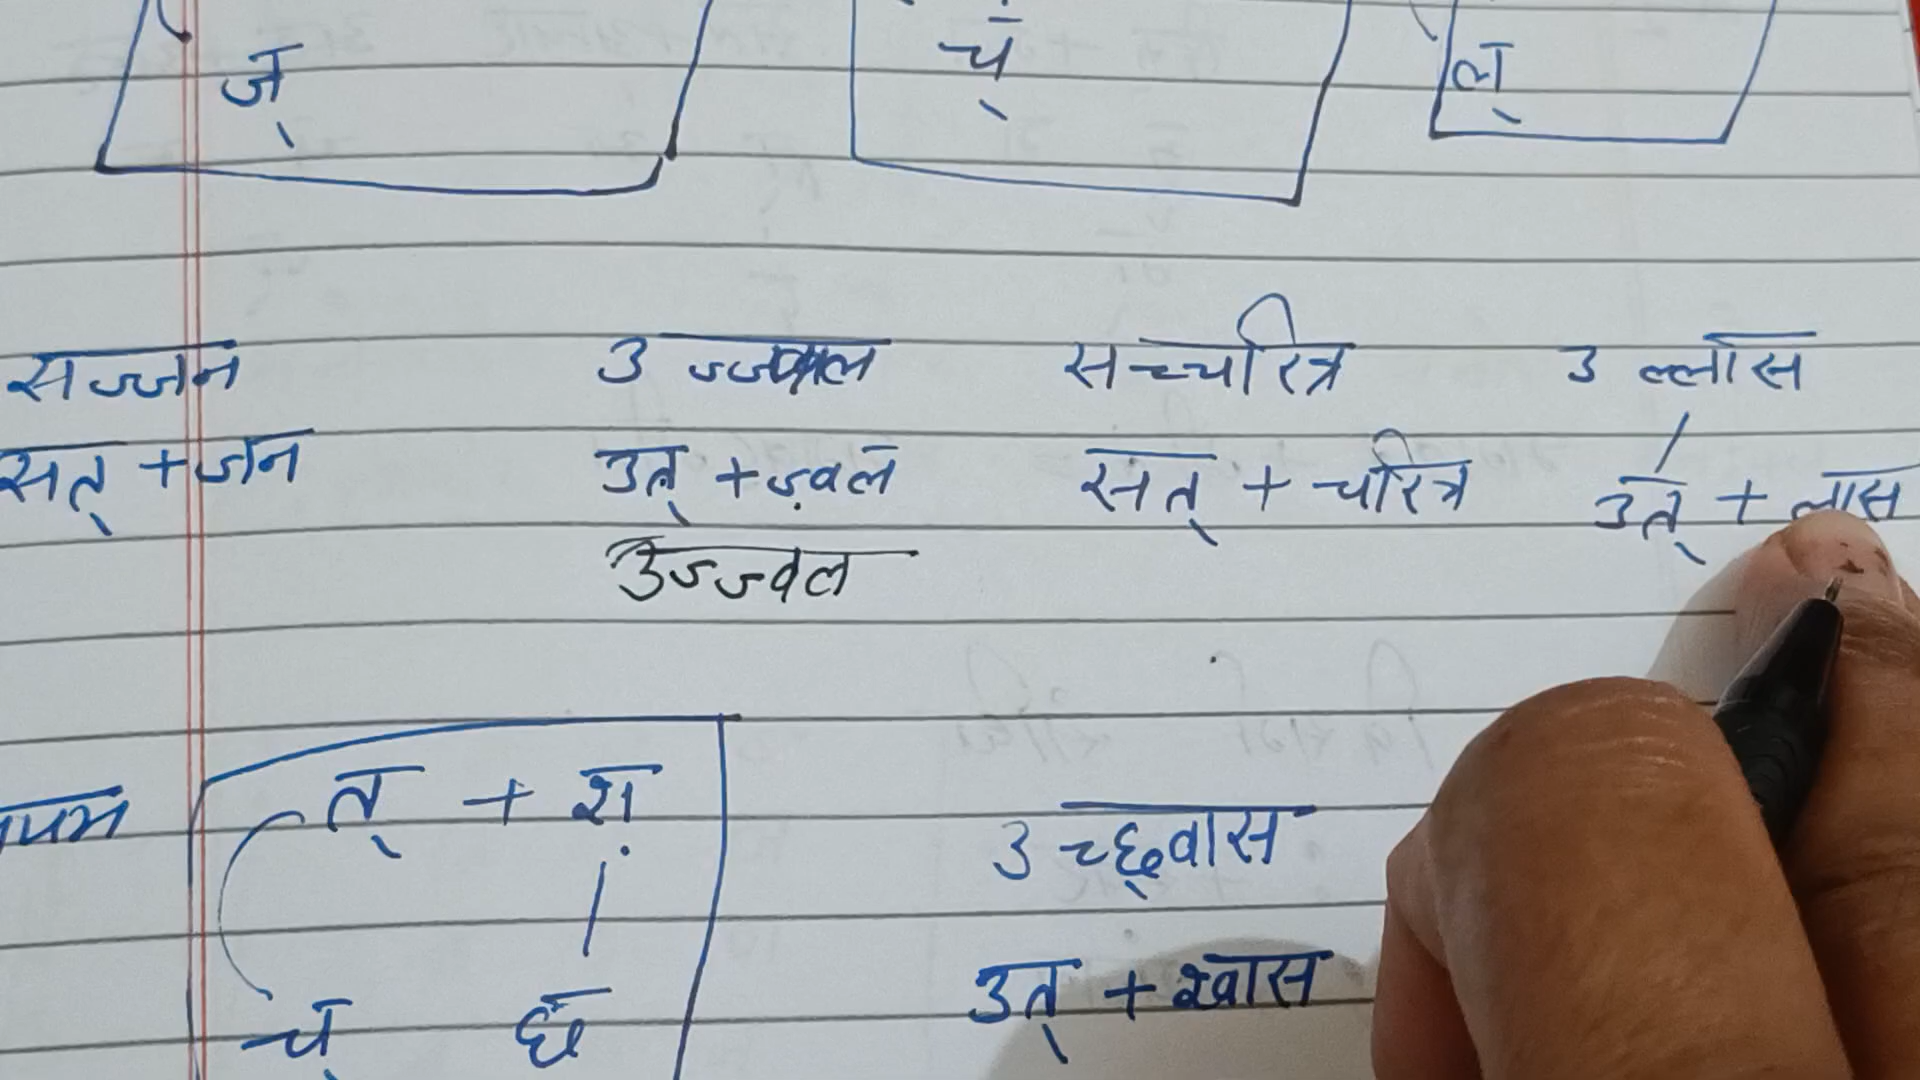 ज् च् ल्
सज्जन उज्ज्वल सच्चरित्र उल्लास
सत् + जन उत् + ज्वल सत् + चरित्र उत् + लास
उज्ज्वल
त् + श् उच्छ्वास
च् छ उत् + श्वास